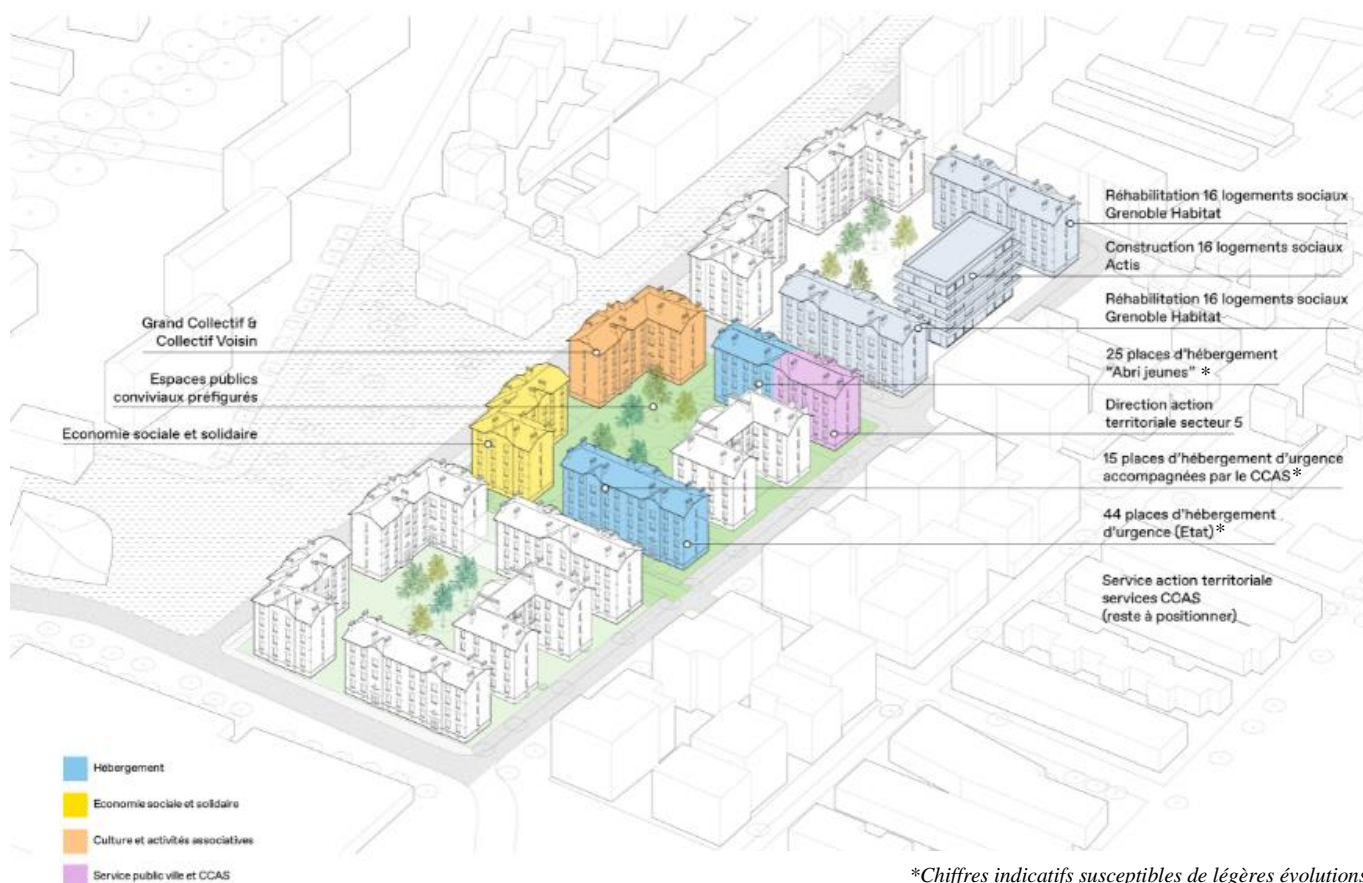 Réhabilitation 16 logements sociaux
Grenoble Habitat
Construction 16 logements sociaux
Actis
Réhabilitation 16 logements sociaux
Grenoble Habitat
25 places d'hébergement
"Abri jeunes" *
Direction action
territoriale secteur 5
15 places d'hébergement d'urgence
accompagnées par le CCAS*
44 places d'hébergement
d'urgence (Etat)*
Service action territoriale
services CCAS
(reste à positionner)
Grand Collectif &
Collectif Voisin
Espaces publics
conviviaux préfigurés
Economie sociale et solidaire
Hébergement
Economie sociale et solidaire
Culture et activités associatives
Service public ville et CCAS
*Chiffres indicatifs susceptibles de légères évolutions